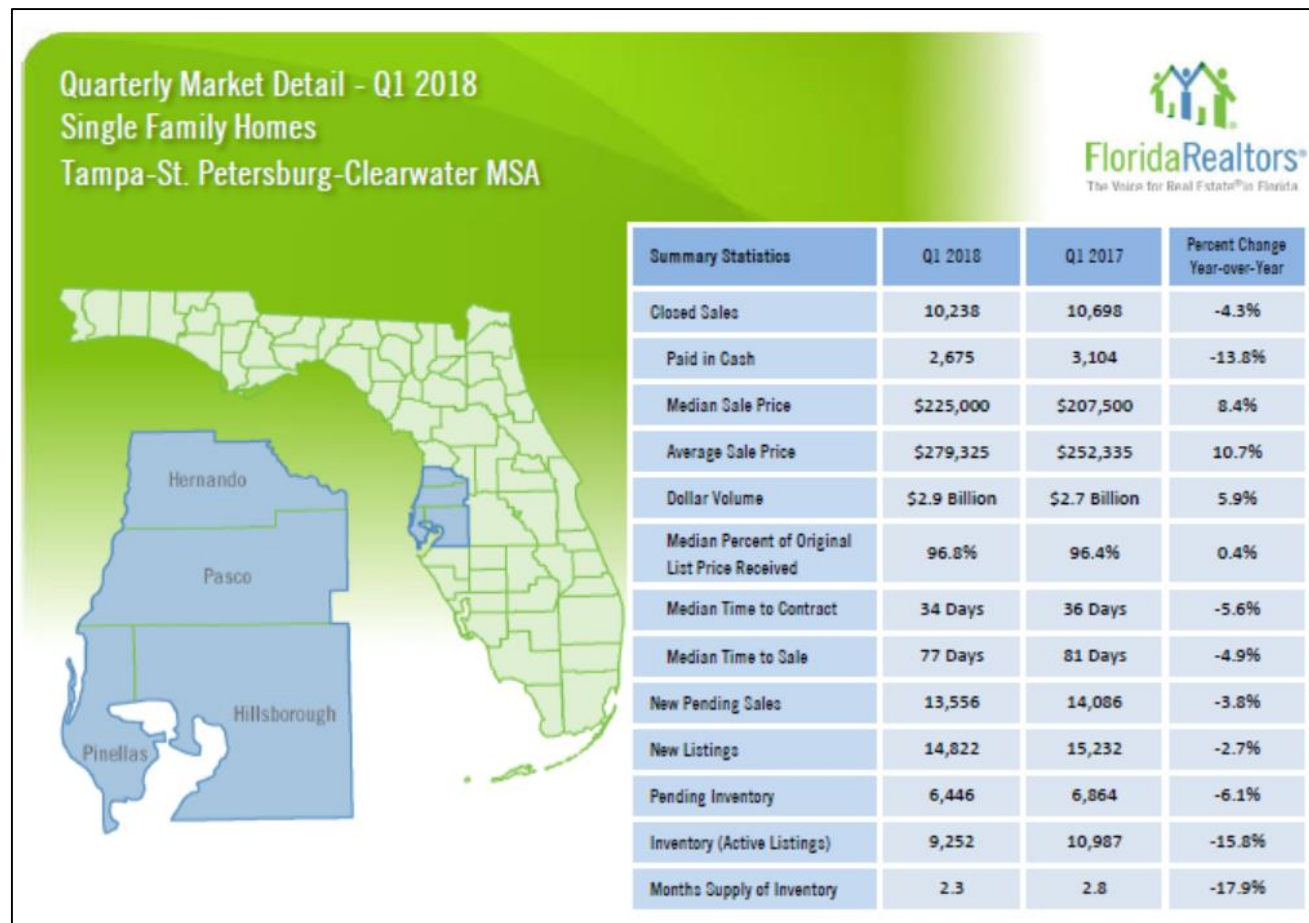 Quarterly Market Detail - Q1 2018
Single Family Homes
Tampa-St. Petersburg-Clearwater MSA
FloridaRealtors®
The Voice for Real Estate® in Florida
Summary Statistics Q1 2018 Q1 2017 Percent Change
Year-over-Year
Closed Sales 10,238 10,698 -4.3%
Paid in Cash 2,675 3,104 -13.8%
Median Sale Price $225,000 $207,500 8.4%
Average Sale Price $279,325 $252,335 10.7%
Dollar Volume $2.9 Billion $2.7 Billion 5.9%
Median Percent of Original
List Price Received 96.8% 96.4% 0.4%
Median Time to Contract 34 Days 36 Days -5.6%
Median Time to Sale 77 Days 81 Days -4.9%
New Pending Sales 13,556 14,086 -3.8%
New Listings 14,822 15,232 -2.7%
Pending Inventory 6,446 6,864 -6.1%
Inventory (Active Listings) 9,252 10,987 -15.8%
Months Supply of Inventory 2.3 2.8 -17.9%
Hernando
Pasco
Hillsborough
Pinellas